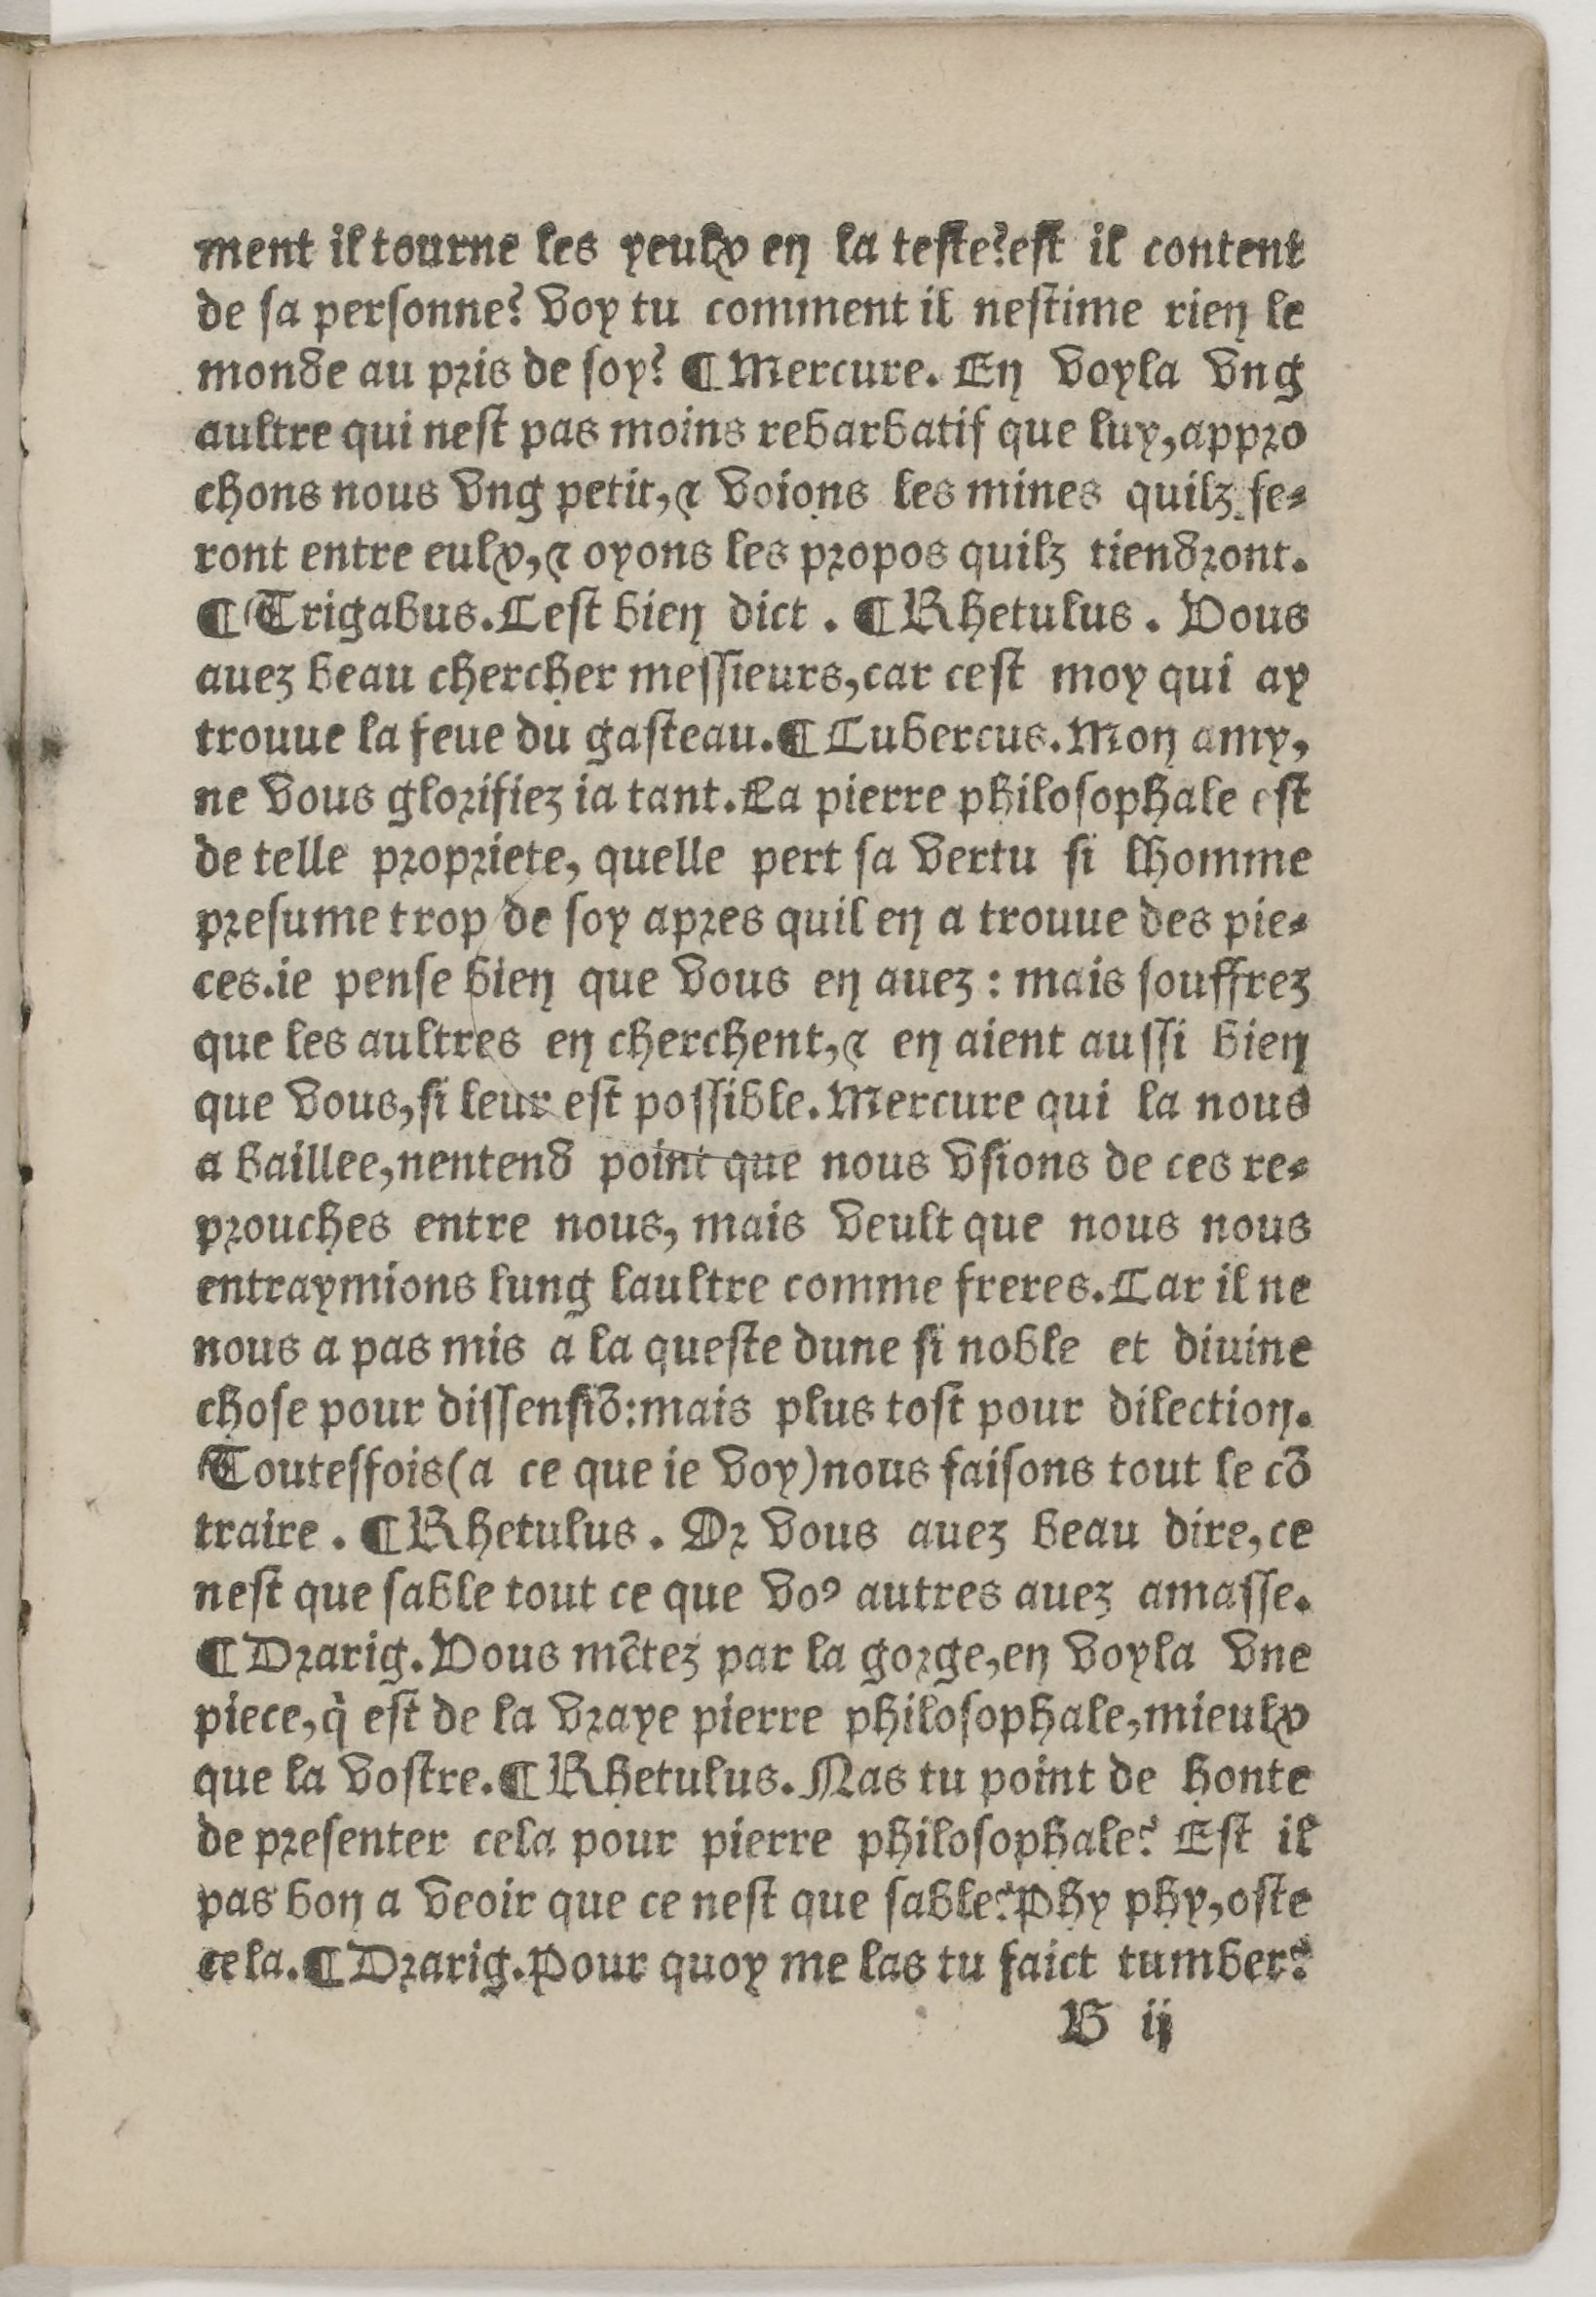 ment il tourne les yeulx en la teste? est il content
de sa personne? voy tu comment il nestime rien le
monde au pris de soy? ¶ Mercure. En voyla vng
aultre qui nest pas moins rebarbatif que luy, appro
chons nous vng petit, ⁊ voions les mines quilz fe⸗
ront entre eulx, ⁊ oyons les propos quilz tiendront.
¶ Trigabus. Cest bien dict. ¶ Rhetulus. Vous
auez beau chercher messieurs, car cest moy qui ay
trouue la feue du gasteau. ¶ Cubercus. Mon amy,
ne vous glorifiez ia tant. La pierre philosophale est
de telle propriete, quelle pert sa vertu si lhomme
presume trop de soy apres quil en a trouue des pie⸗
ces. ie pense bien que vous en auez : mais souffrez
que les aultres en cherchent, ⁊ en aient aussi bien
que vous, si leur est possible. Mercure qui la nous
a baillee, nentend point que nous vsions de ces re⸗
prouches entre nous, mais veult que nous nous
entraymions lung laultre comme freres. Car il ne
nous a pas mis a la queste dune si noble et diuine
chose pour dissensiō: mais plus tost pour dilection.
Toutesfois (a ce que ie voy) nous faisons tout le cō
traire. ¶ Rhetulus. Or vous auez beau dire, ce
nest que sable tout ce que voꝰ autres auez amasse.
¶ Drarig. Vous mētez par la gorge, en voyla vne
piece, q̇ est de la vraye pierre philosophale, mieulx
que la vostre. ¶ Rhetulus. Nas tu point de honte
de presenter cela pour pierre philosophale? Est il
pas bon a veoir que ce nest que sable? Phy phy, oste
cela. ¶ Drarig. Pour quoy me las tu faict tumber?
B ij